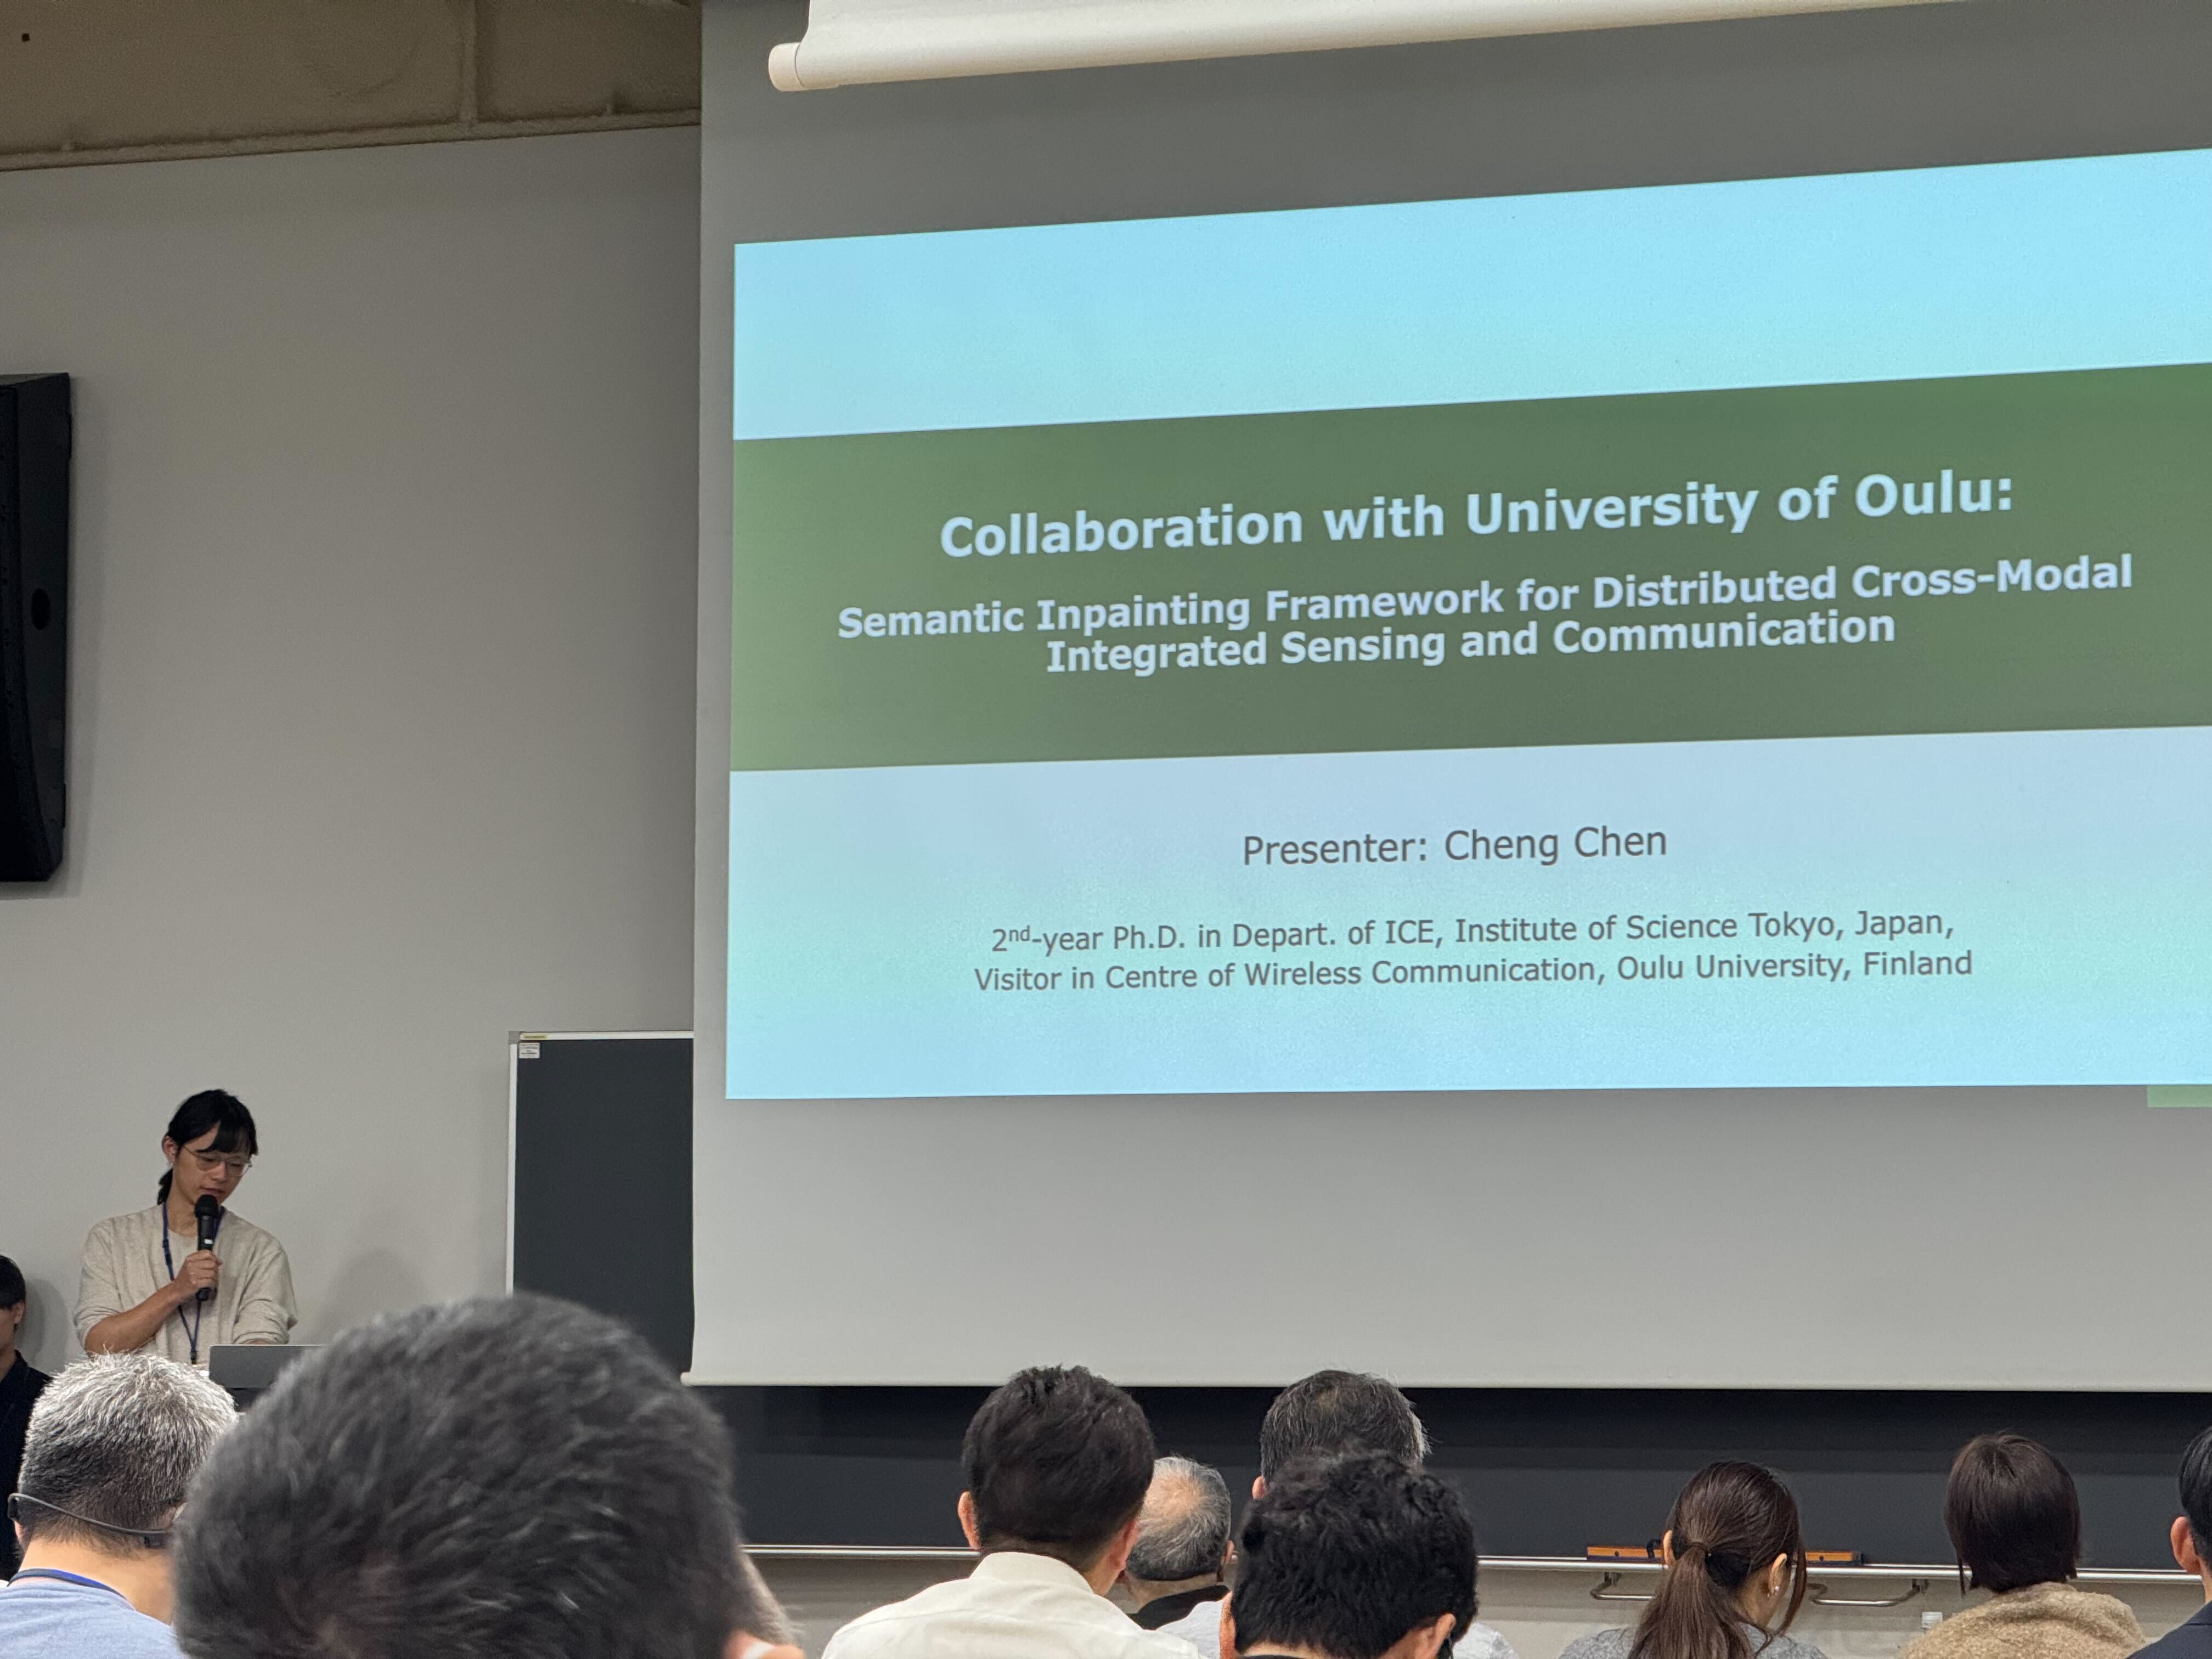 Collaboration with University of Oulu:
Semantic Inpainting Framework for Distributed Cross-Modal
Integrated Sensing and Communication
Presenter: Cheng Chen
2nd-year Ph.D. in Depart. of ICE, Institute of Science Tokyo, Japan,
Visitor in Centre of Wireless Communication, Oulu University, Finland